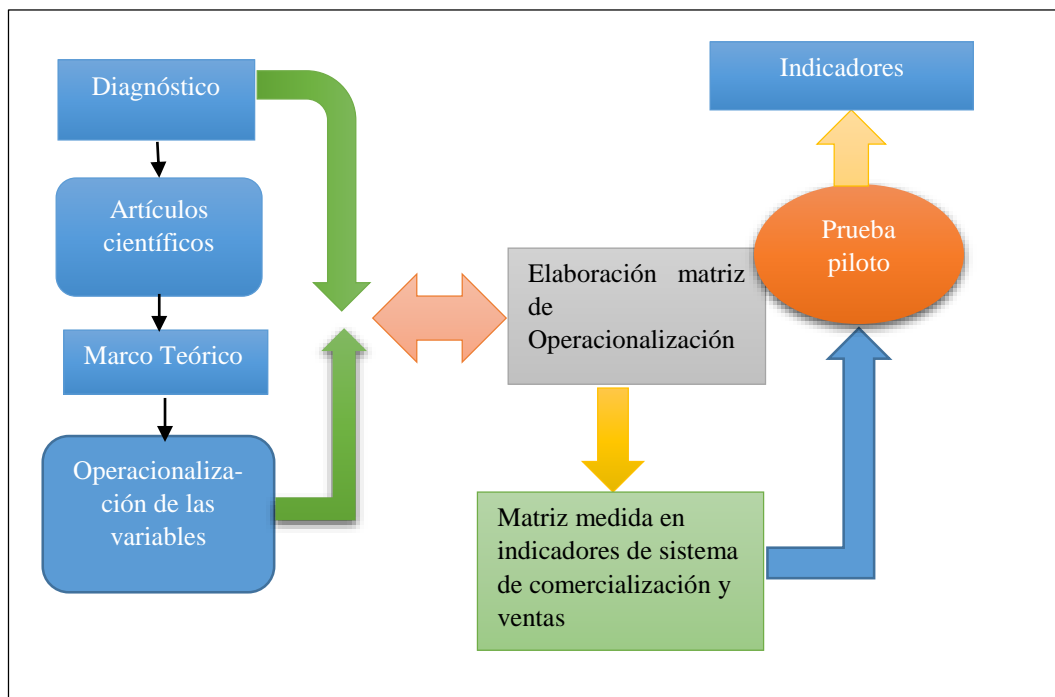 Diagnóstico
Artículos
científicos
Marco Teórico
Operacionaliza-
ción de las
variables
Elaboración matriz
de
Operacionalización
Matriz medida en
indicadores de sistema
de comercialización y
ventas
Prueba
piloto
Indicadores